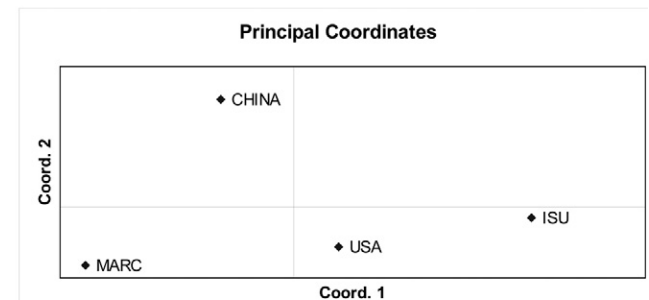 Principal Coordinates
CHINA
Coord. 2
ISU
USA
MARC
Coord. 1